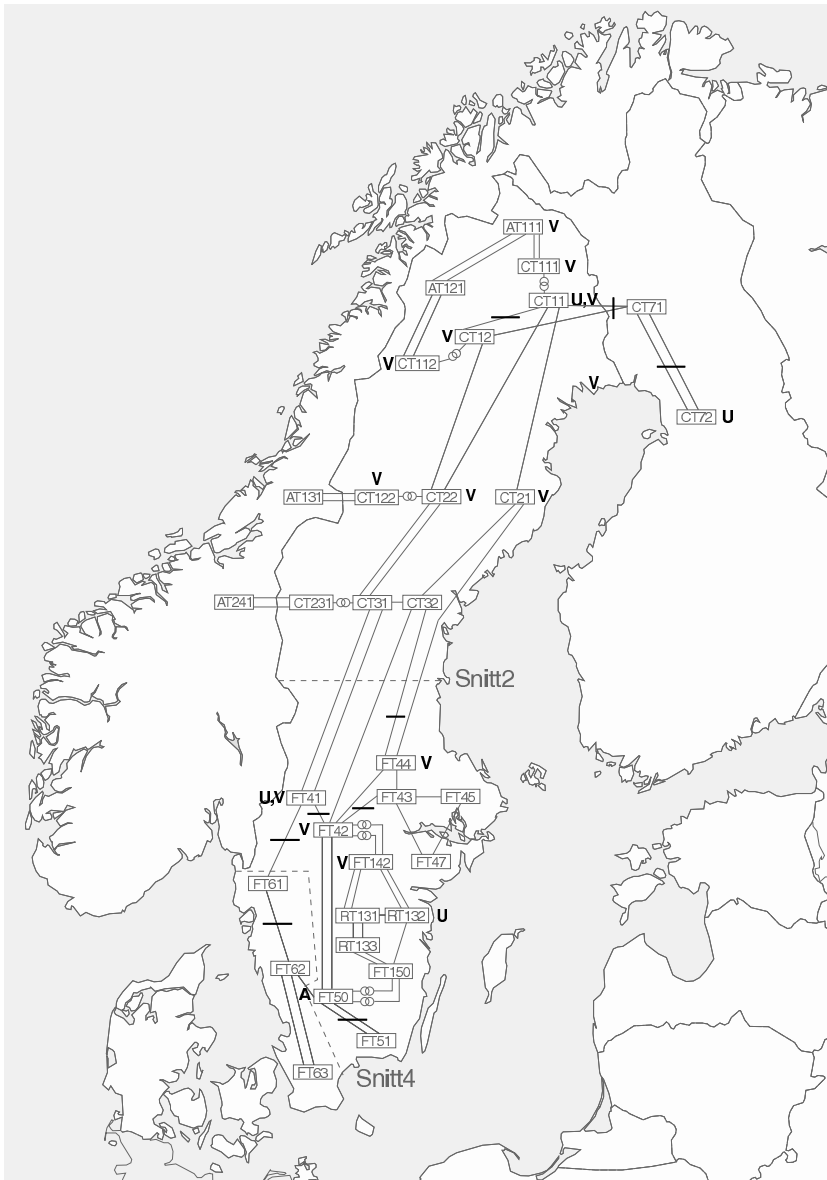 AT111 V
CT111 V
AT121
CT11 U,V CT71
V CT12
V CT112
V
CT72 U
V
AT131 CT122 CT22 V CT21 V
AT241 CT231 CT31 CT32
Snitt2
FT44 V
U,V FT41 FT43 FT45
V FT42
V FT142 FT47
FT61
RT131 RT132 U
RT133
FT62 FT150
A FT50
FT51
FT63
Snitt4